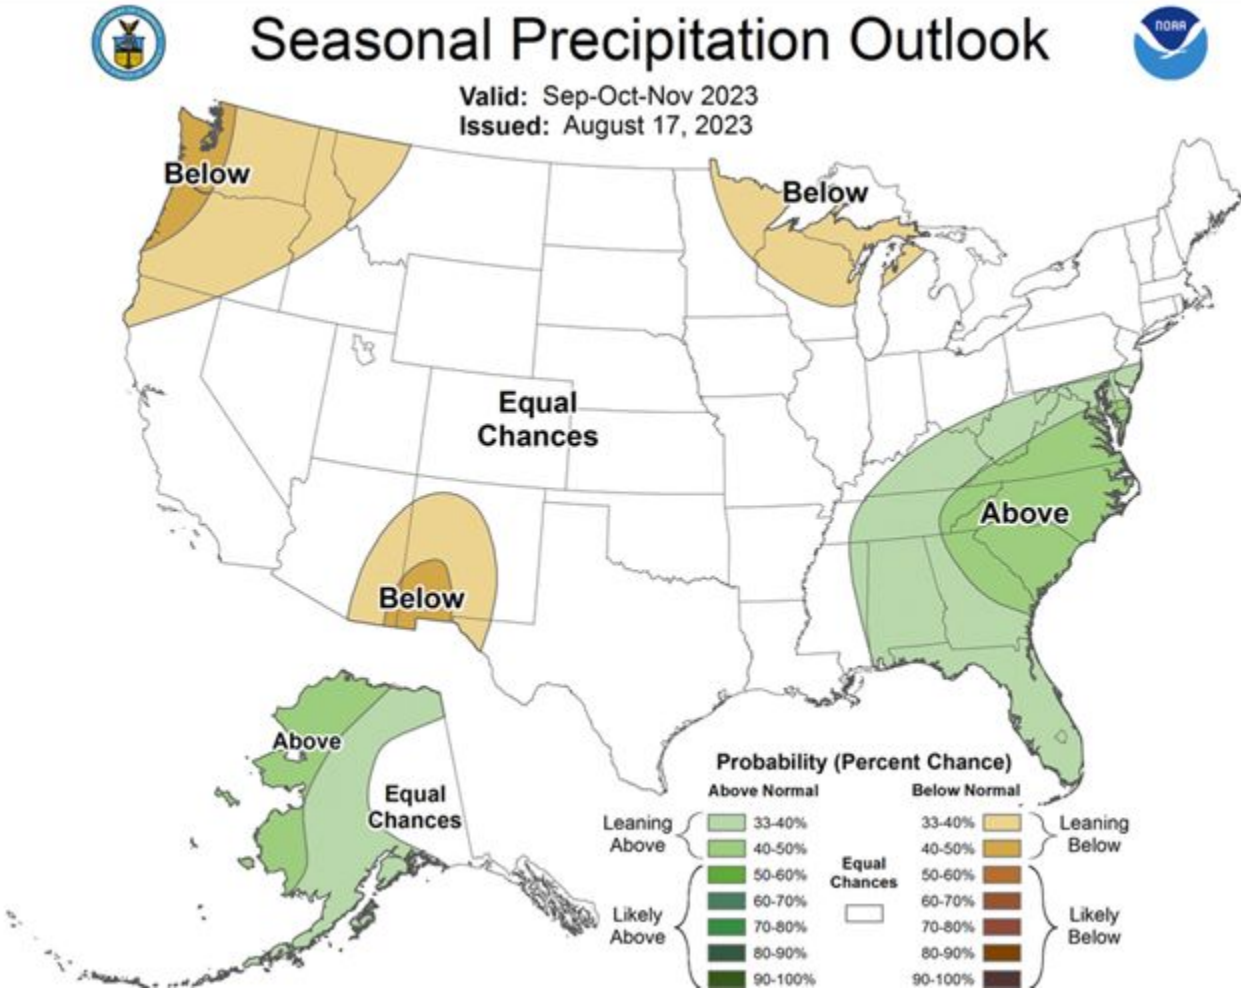 Seasonal Precipitation Outlook
NOAA
Valid: Sep-Oct-Nov 2023
Issued: August 17, 2023
Below
Below
Equal
Chances
Above
Below
Above
Equal
Chances
Probability (Percent Chance)
Above Normal
Below Normal
Leaning
Above
33-40%
40-50%
Likely
Above
50-60%
60-70%
70-80%
80-90%
90-100%
Equal
Chances
33-40%
40-50%
Leaning
Below
50-60%
60-70%
70-80%
80-90%
90-100%
Likely
Below